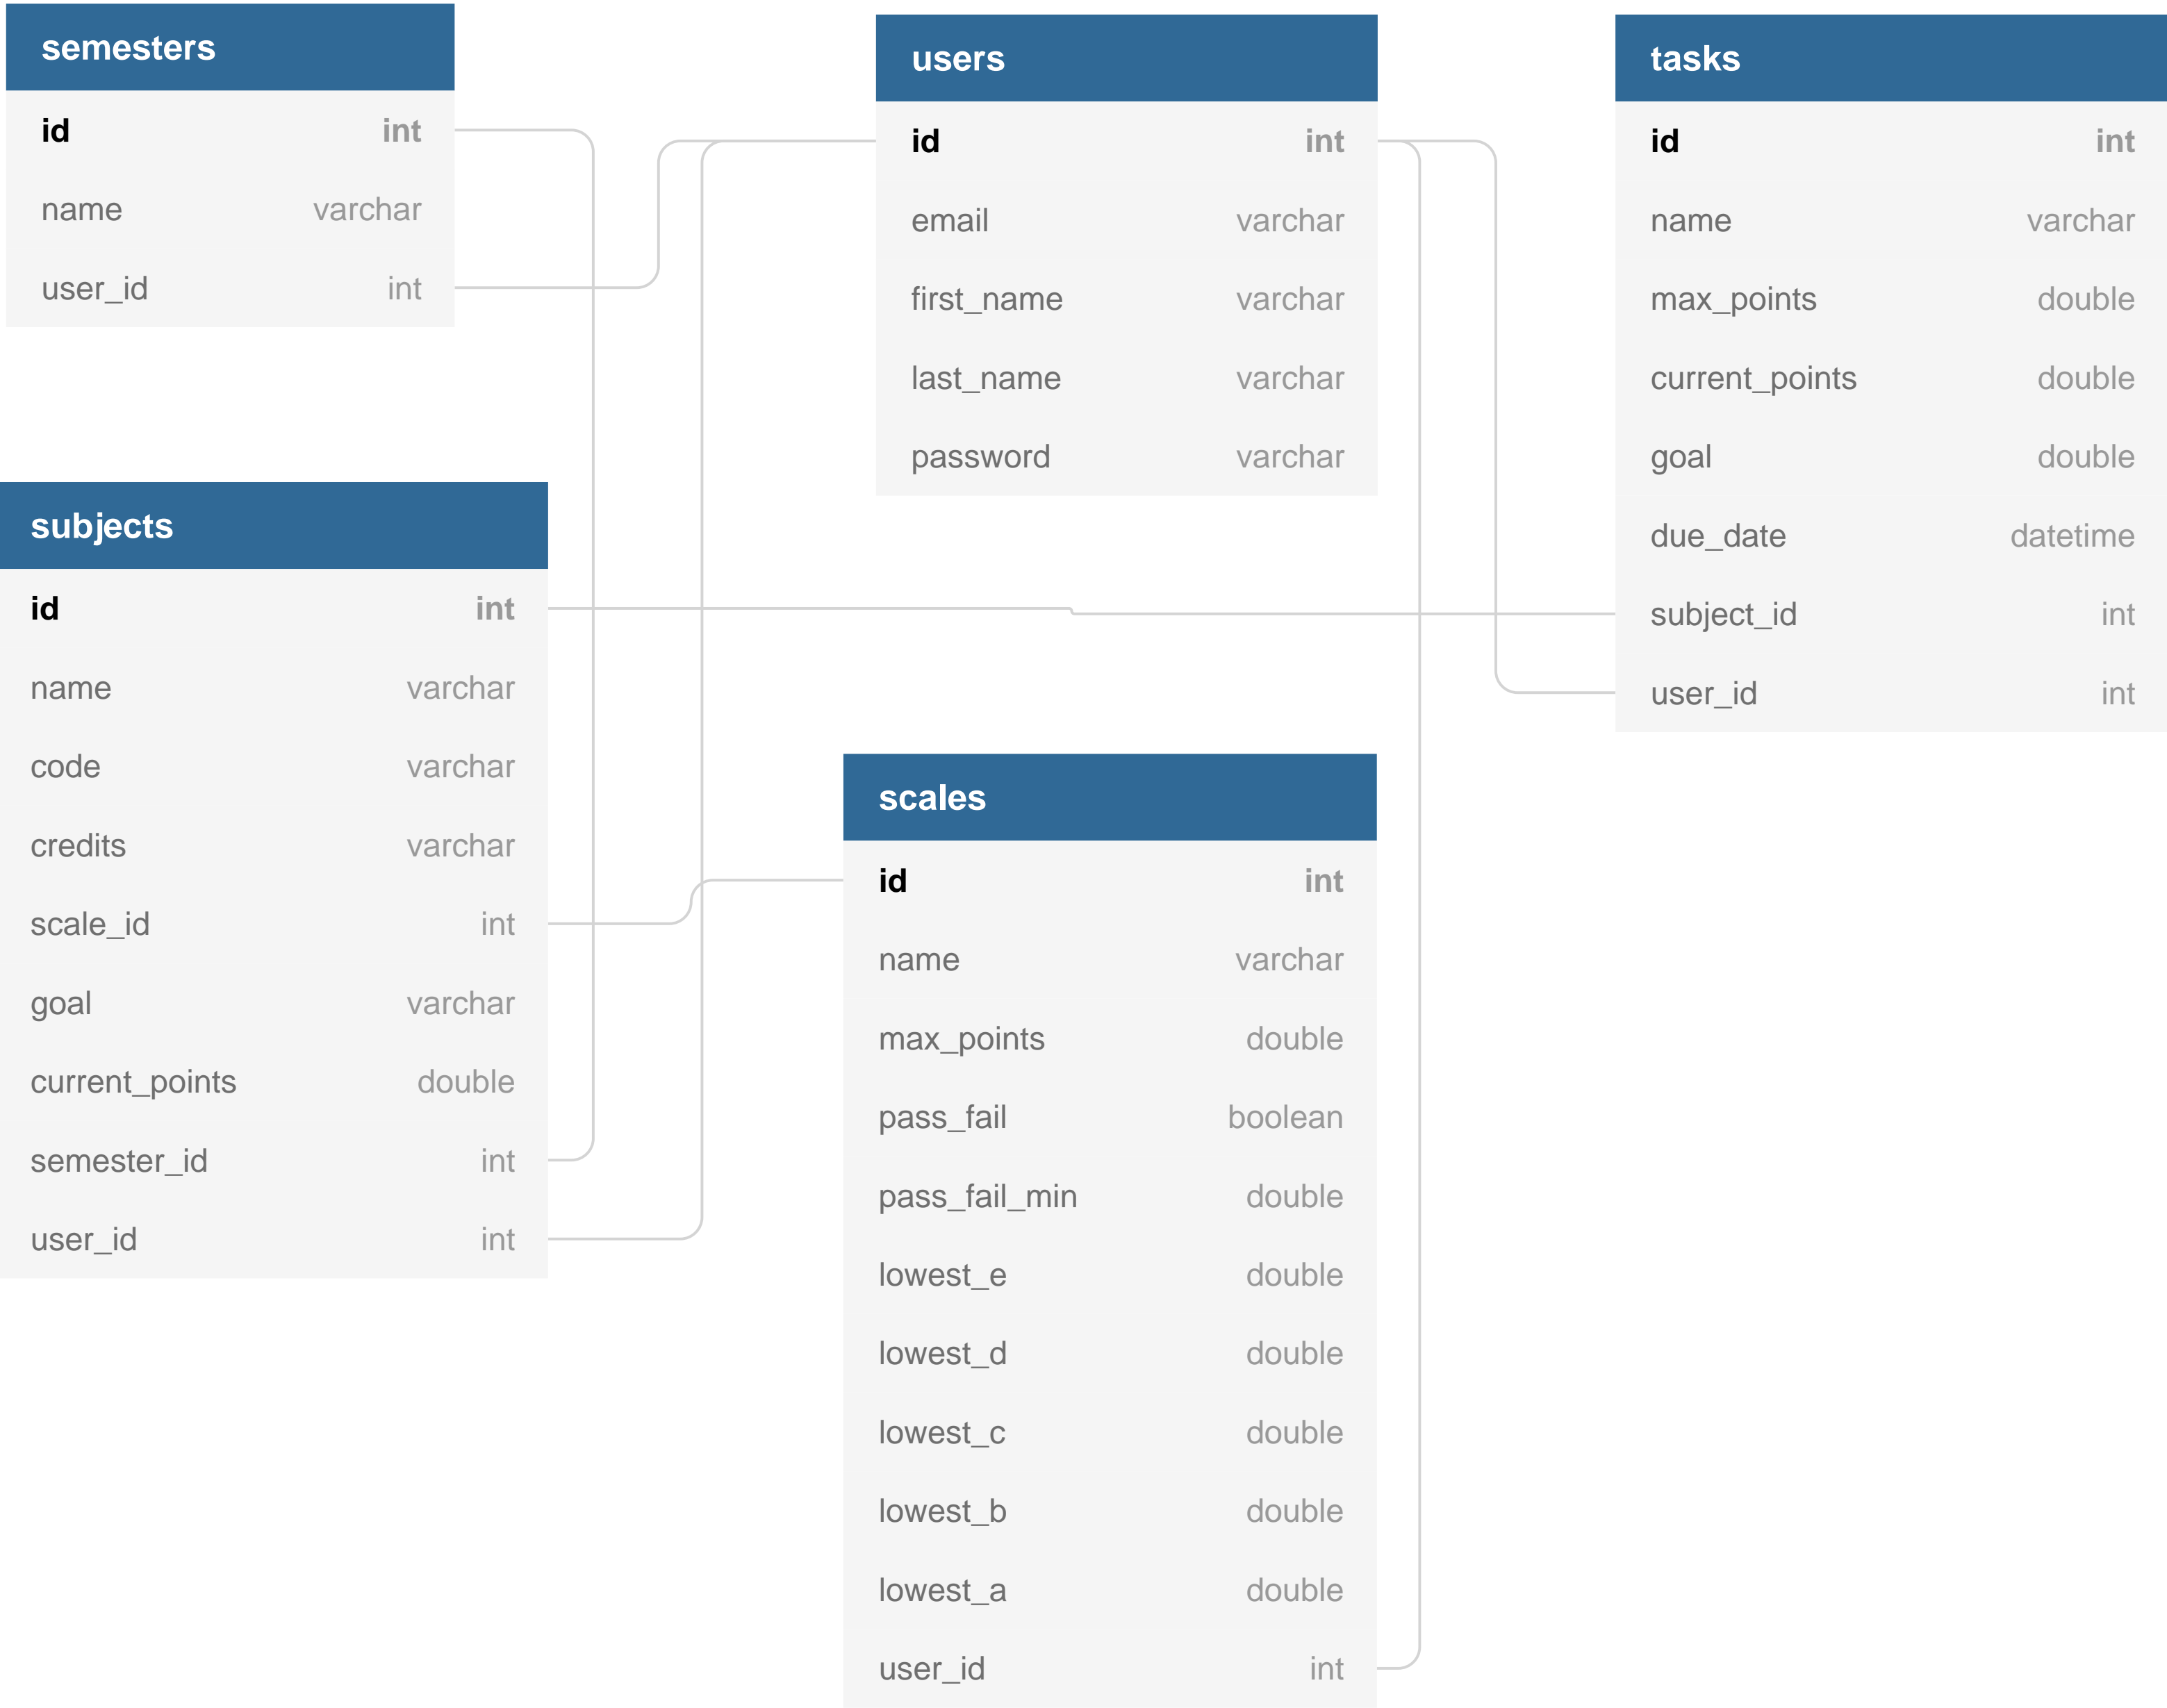 semesters
id int
name varchar
user_id int
users
id int
email varchar
first_name varchar
last_name varchar
password varchar
tasks
id int
name varchar
max_points double
current_points double
goal double
due_date datetime
subject_id int
user_id int
subjects
id int
name varchar
code varchar
credits varchar
scale_id int
goal varchar
current_points double
semester_id int
user_id int
scales
id int
name varchar
max_points double
pass_fail boolean
pass_fail_min double
lowest_e double
lowest_d double
lowest_c double
lowest_b double
lowest_a double
user_id int